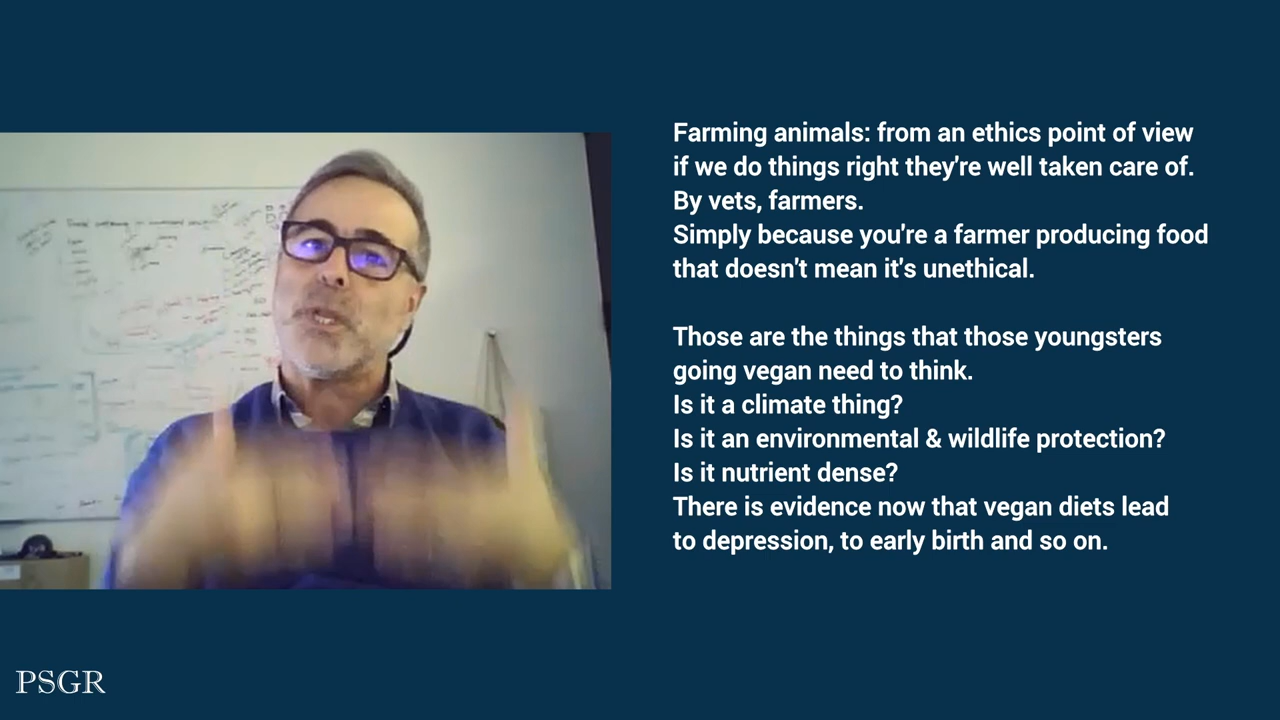 Farming animals: from an ethics point of view
if we do things right they're well taken care of.
By vets, farmers.
Simply because you're a farmer producing food
that doesn't mean it's unethical.
Those are the things that those youngsters
going vegan need to think.
Is it a climate thing?
Is it an environmental & wildlife protection?
Is it nutrient dense?
There is evidence now that vegan diets lead
to depression, to early birth and so on.
PSGR